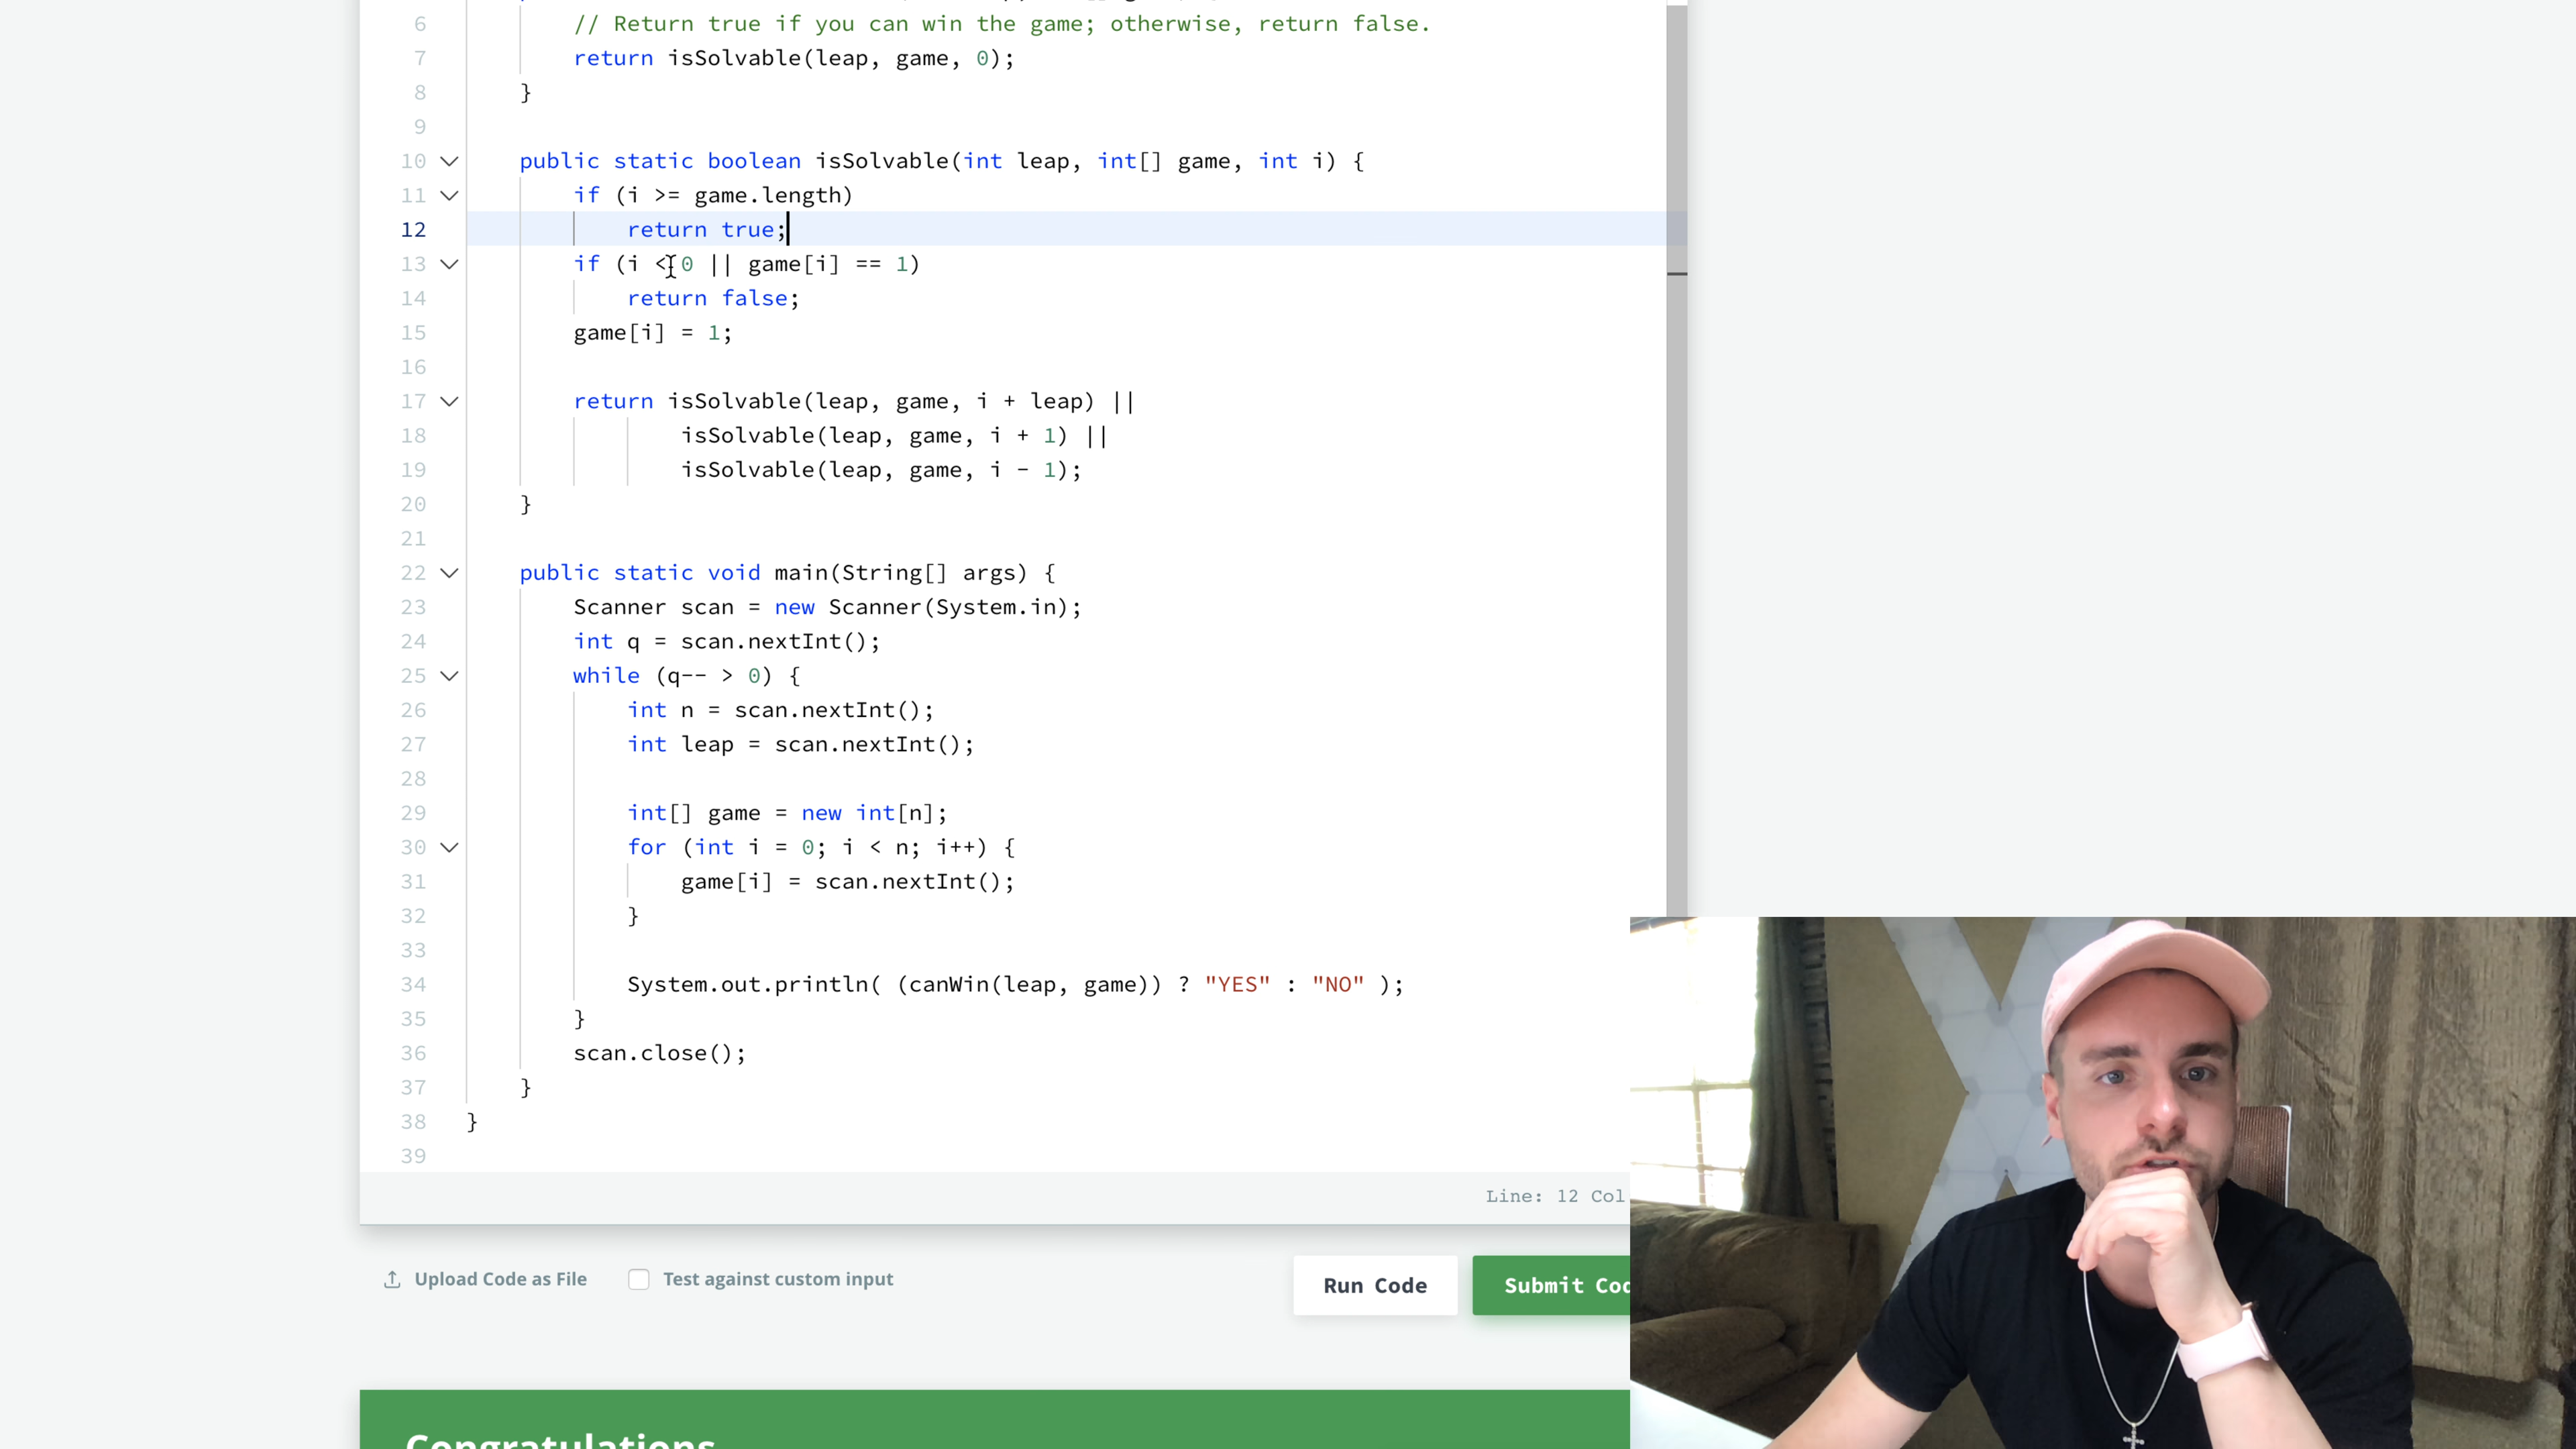 6 // Return true if you can win the game; otherwise, return false.
7 return isSolvable(leap, game, 0);
8 }
9
10 public static boolean isSolvable(int leap, int[] game, int i) {
11 if (i >= game.length)
12 return true;
13 if (i < 0 || game[i] == 1)
14 return false;
15 game[i] = 1;
16
17 return isSolvable(leap, game, i + leap) ||
18 isSolvable(leap, game, i + 1) ||
19 isSolvable(leap, game, i - 1);
20 }
21
22 public static void main(String[] args) {
23 Scanner scan = new Scanner(System.in);
24 int q = scan.nextInt();
25 while (q-- > 0) {
26 int n = scan.nextInt();
27 int leap = scan.nextInt();
28
29 int[] game = new int[n];
30 for (int i = 0; i < n; i++) {
31 game[i] = scan.nextInt();
32 }
33
34 System.out.println( (canWin(leap, game)) ? "YES" : "NO" );
35 }
36 scan.close();
37 }
38 }
39
Line: 12 Col
Upload Code as File
Test against custom input
Run Code
Submit
Congratulations